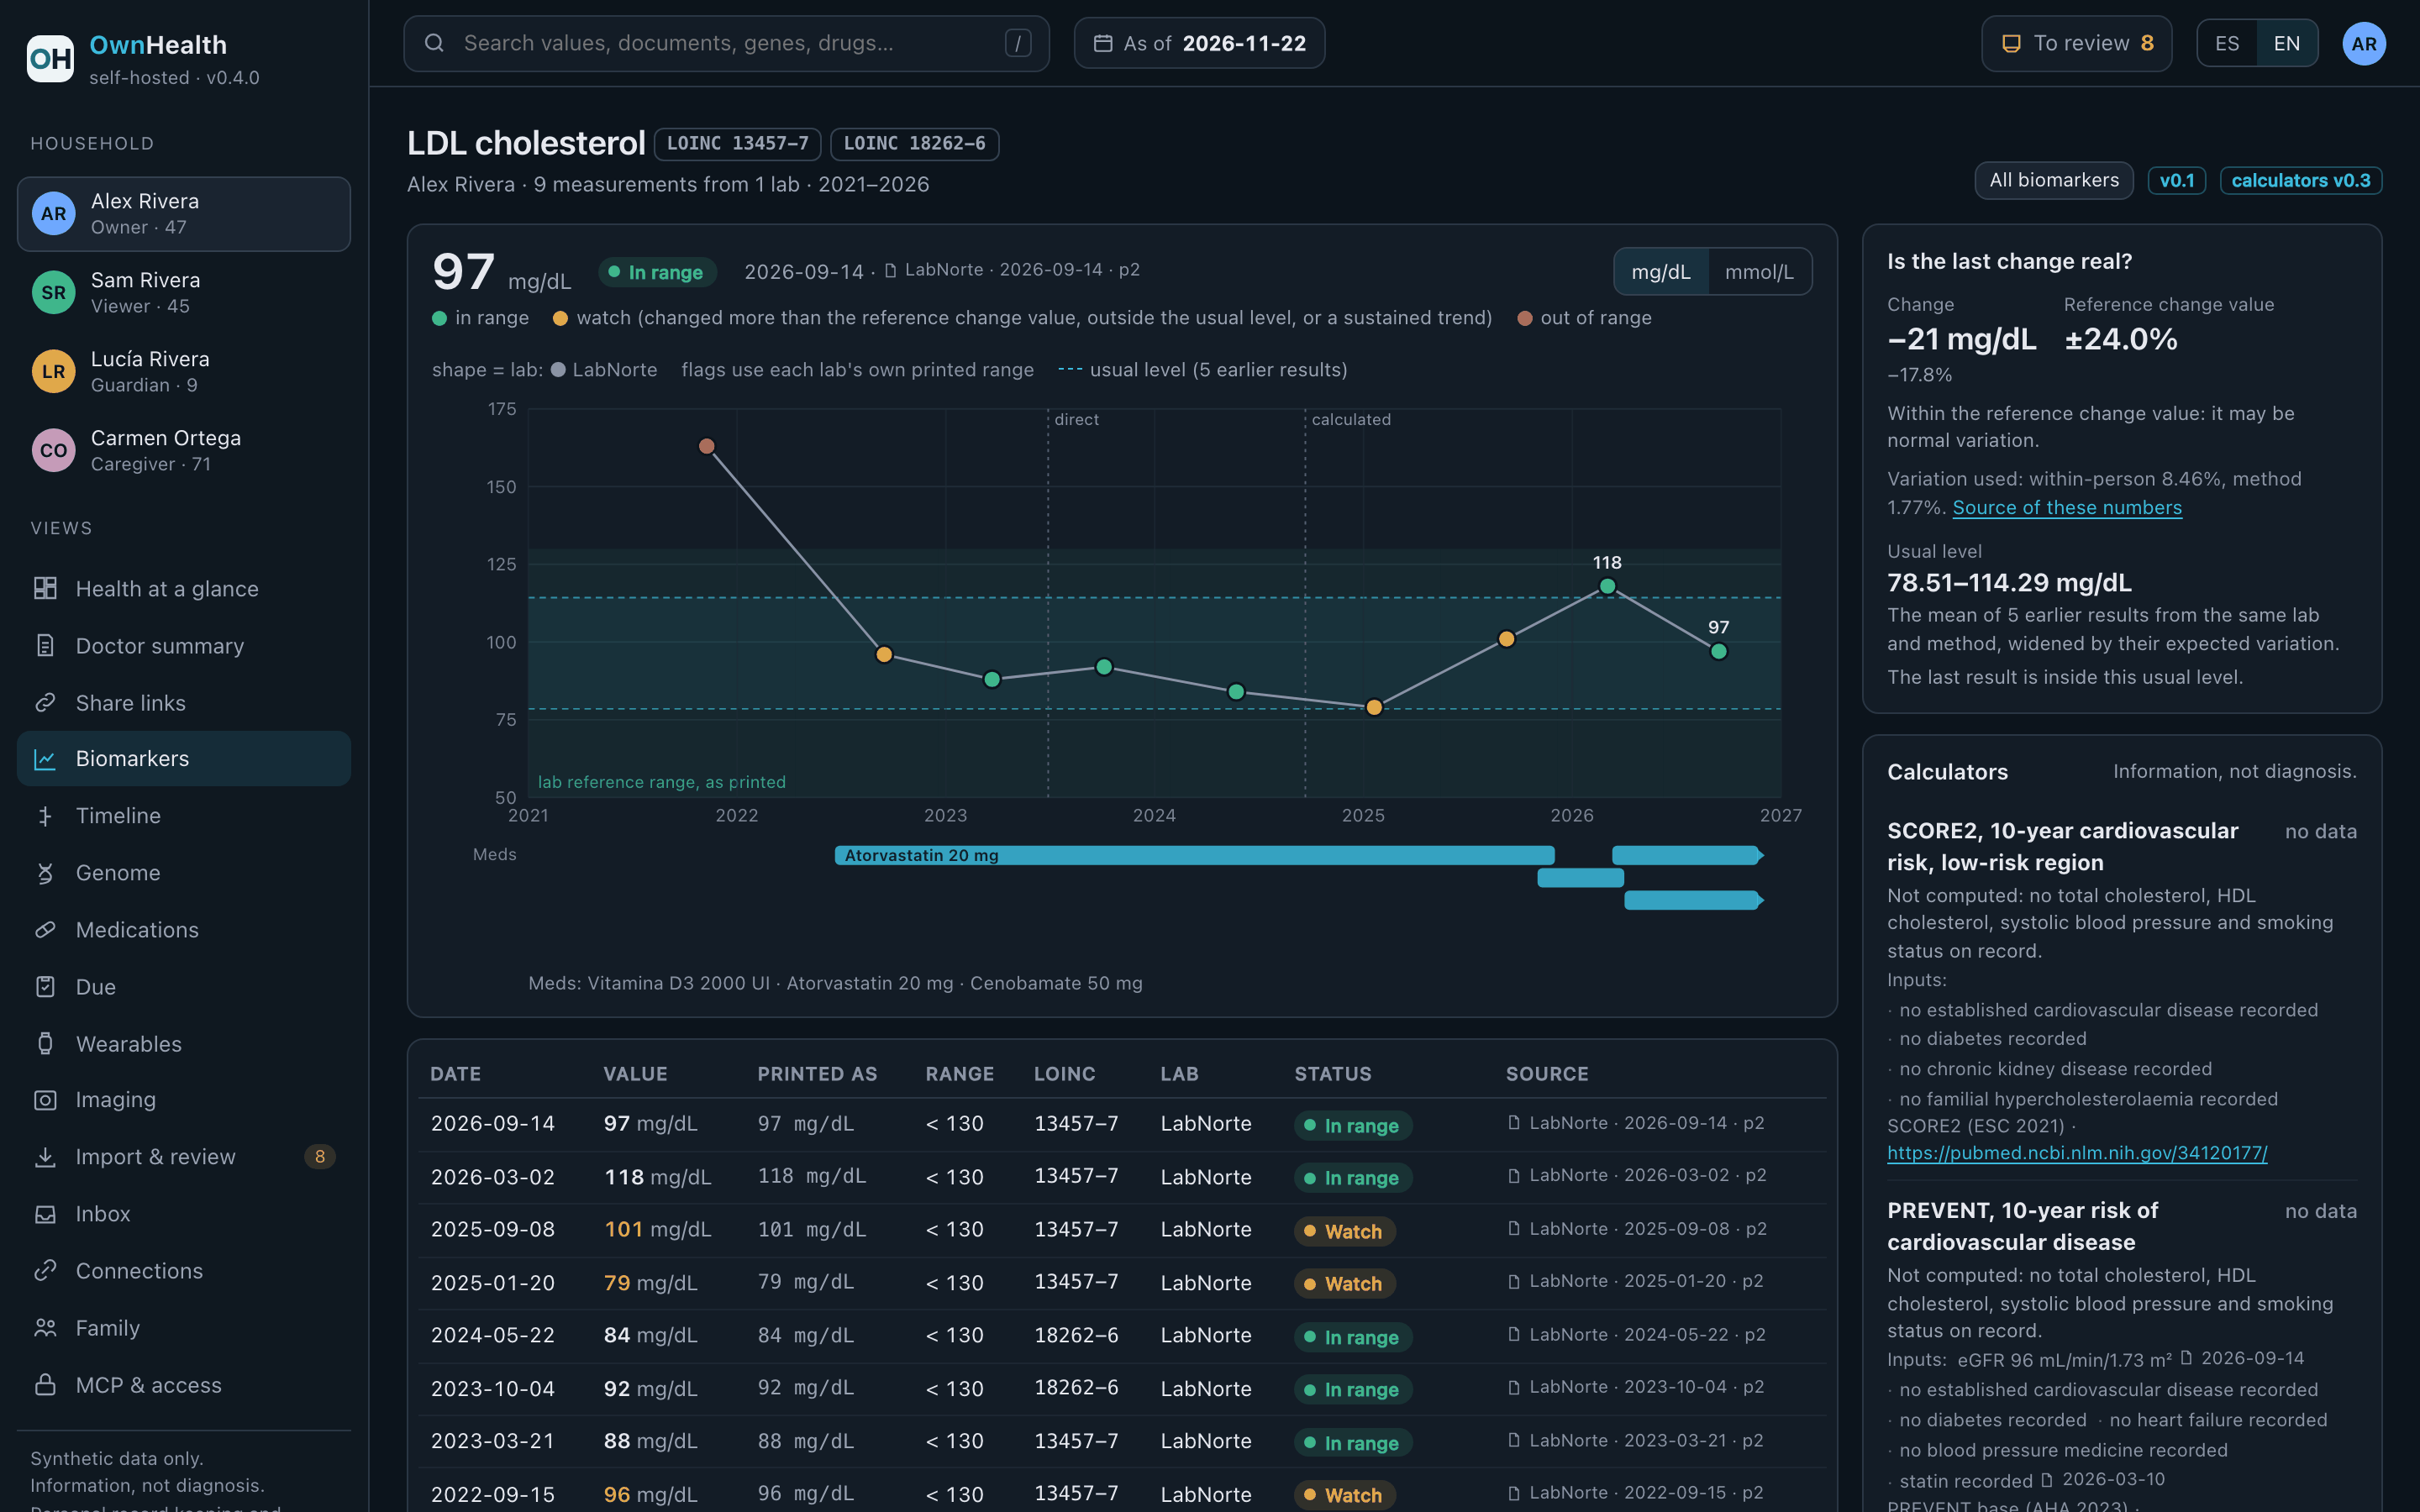 OH
OwnHealth
self-hosted · v0.4.0
Search values, documents, genes, drugs...
/
As of 2026-11-22
To review 8
ES
EN
AR
HOUSEHOLD
AR
Alex Rivera
Owner · 47
SR
Sam Rivera
Viewer · 45
LR
Lucía Rivera
Guardian · 9
CO
Carmen Ortega
Caregiver · 71
VIEWS
Health at a glance
Doctor summary
Share links
Biomarkers
Timeline
Genome
Medications
Due
Wearables
Imaging
Import & review 8
Inbox
Connections
Family
MCP & access
Synthetic data only.
Information, not diagnosis.
LDL cholesterol LOINC 13457-7 LOINC 18262-6
Alex Rivera · 9 measurements from 1 lab · 2021–2026
All biomarkers v0.1 calculators v0.3
97 mg/dL In range 2026-09-14 · LabNorte · 2026-09-14 · p2
mg/dL mmol/L
in range watch (changed more than the reference change value, outside the usual level, or a sustained trend) out of range
shape = lab: LabNorte flags use each lab's own printed range usual level (5 earlier results)
175
150
125
100
75
50
direct
calculated
118
97
lab reference range, as printed
2021 2022 2023 2024 2025 2026 2027
Meds
Atorvastatin 20 mg
Meds: Vitamina D3 2000 UI · Atorvastatin 20 mg · Cenobamate 50 mg
DATE VALUE PRINTED AS RANGE LOINC LAB STATUS SOURCE
2026-09-14 97 mg/dL 97 mg/dL < 130 13457-7 LabNorte In range LabNorte · 2026-09-14 · p2
2026-03-02 118 mg/dL 118 mg/dL < 130 13457-7 LabNorte In range LabNorte · 2026-03-02 · p2
2025-09-08 101 mg/dL 101 mg/dL < 130 13457-7 LabNorte Watch LabNorte · 2025-09-08 · p2
2025-01-20 79 mg/dL 79 mg/dL < 130 13457-7 LabNorte Watch LabNorte · 2025-01-20 · p2
2024-05-22 84 mg/dL 84 mg/dL < 130 18262-6 LabNorte In range LabNorte · 2024-05-22 · p2
2023-10-04 92 mg/dL 92 mg/dL < 130 18262-6 LabNorte In range LabNorte · 2023-10-04 · p2
2023-03-21 88 mg/dL 88 mg/dL < 130 13457-7 LabNorte In range LabNorte · 2023-03-21 · p2
2022-09-15 96 mg/dL 96 mg/dL < 130 13457-7 LabNorte Watch LabNorte · 2022-09-15 · p2
Is the last change real?
Change Reference change value
−21 mg/dL ±24.0%
−17.8%
Within the reference change value: it may be
normal variation.
Variation used: within-person 8.46%, method
1.77%. Source of these numbers
Usual level
78.51–114.29 mg/dL
The mean of 5 earlier results from the same lab
and method, widened by their expected variation.
The last result is inside this usual level.
Calculators Information, not diagnosis.
SCORE2, 10-year cardiovascular no data
risk, low-risk region
Not computed: no total cholesterol, HDL
cholesterol, systolic blood pressure and smoking
status on record.
Inputs:
· no established cardiovascular disease recorded
· no diabetes recorded
· no chronic kidney disease recorded
· no familial hypercholesterolaemia recorded
SCORE2 (ESC 2021) ·
https://pubmed.ncbi.nlm.nih.gov/34120177/
PREVENT, 10-year risk of no data
cardiovascular disease
Not computed: no total cholesterol, HDL
cholesterol, systolic blood pressure and smoking
status on record.
Inputs: eGFR 96 mL/min/1.73 m² 2026-09-14
· no established cardiovascular disease recorded
· no diabetes recorded · no heart failure recorded
· no blood pressure medicine recorded
· statin recorded 2026-03-10
PREVENT base (AHA 2023) ·